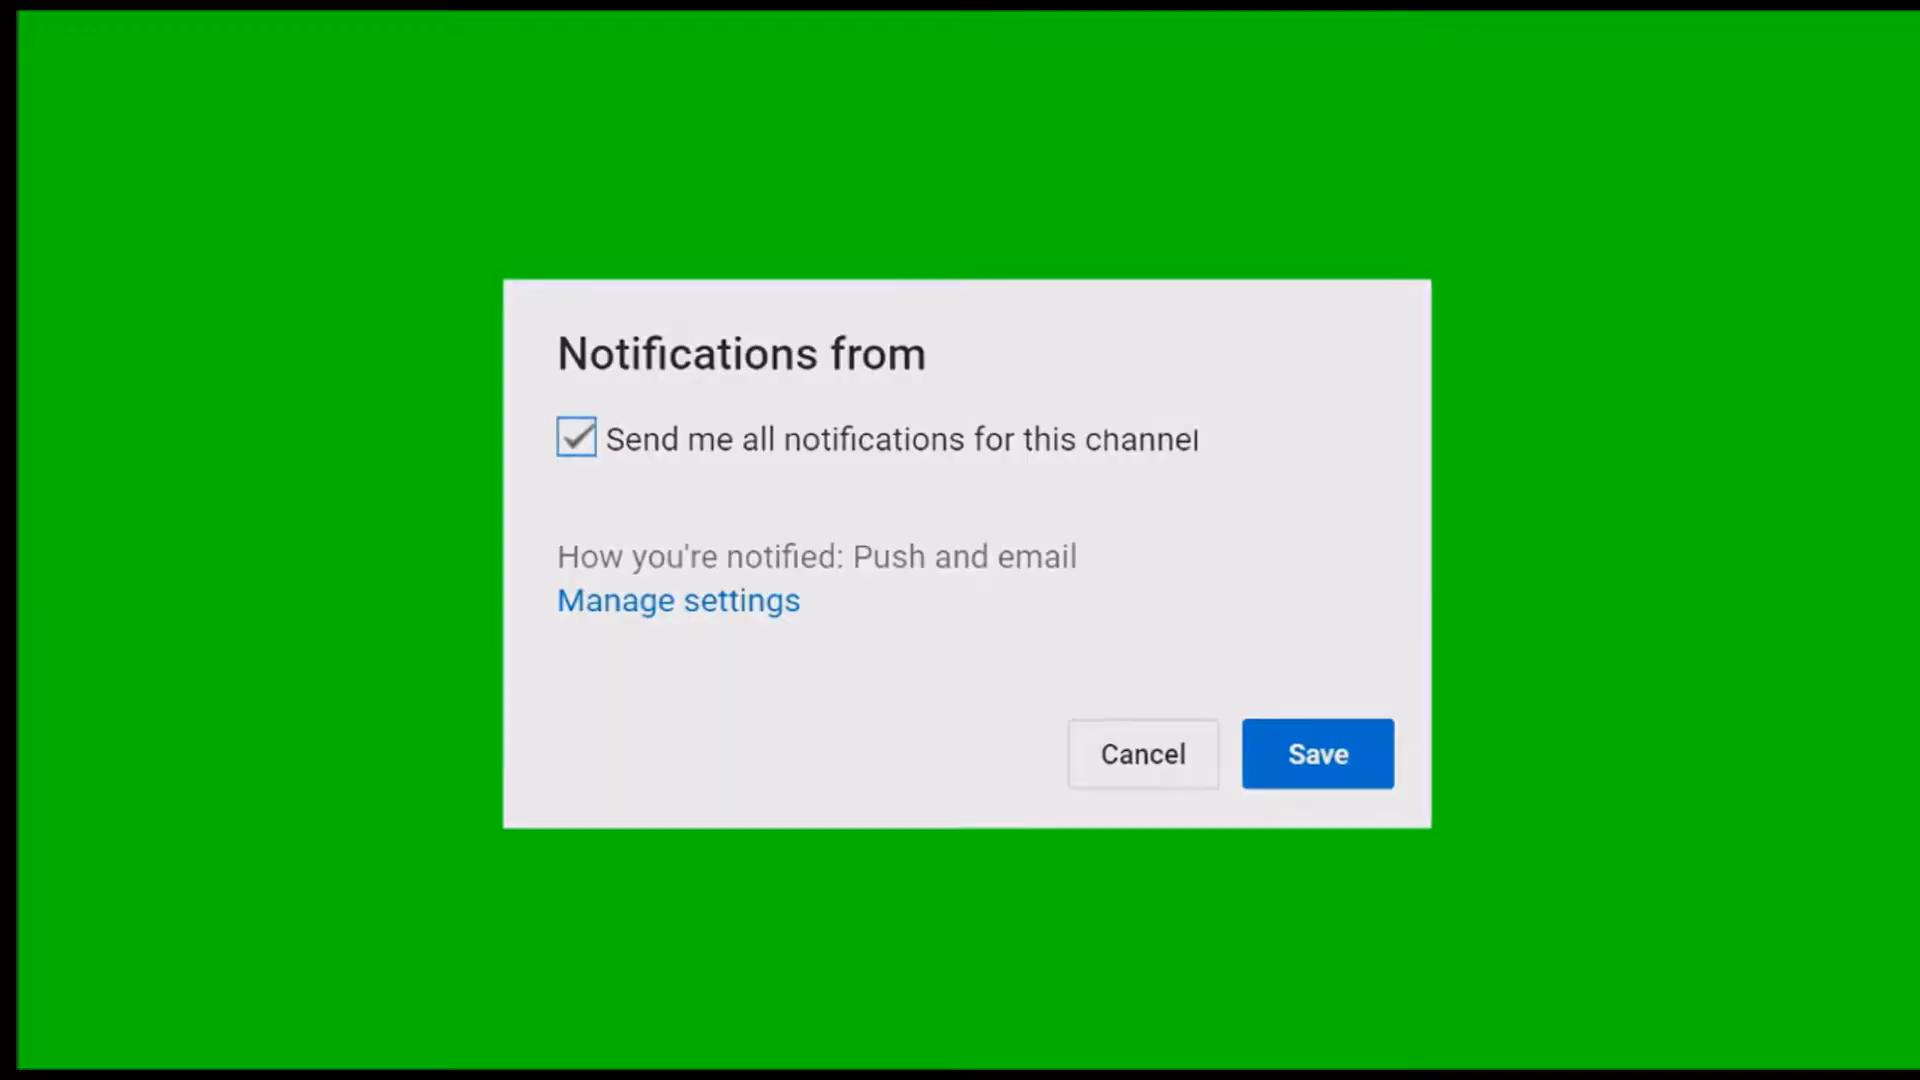 Notifications from
Send me all notifications for this channel
How you're notified: Push and email
Manage settings
Cancel
Save